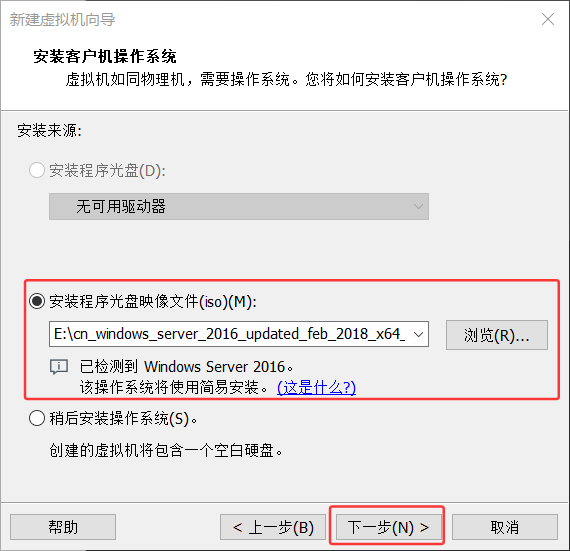 新建虚拟机向导
安装客户机操作系统
虚拟机如同物理机，需要操作系统。您将如何安装客户机操作系统?
安装来源:
安装程序光盘(D):
无可用驱动器
安装程序光盘映像文件(iso)(M):
E:\cn_windows_server_2016_updated_feb_2018_x64_
浏览(R)...
已检测到 Windows Server 2016。
该操作系统将使用简易安装。 (这是什么?)
稍后安装操作系统(S)。
创建的虚拟机将包含一个空白硬盘。
帮助
< 上一步(B)
下一步(N) >
取消